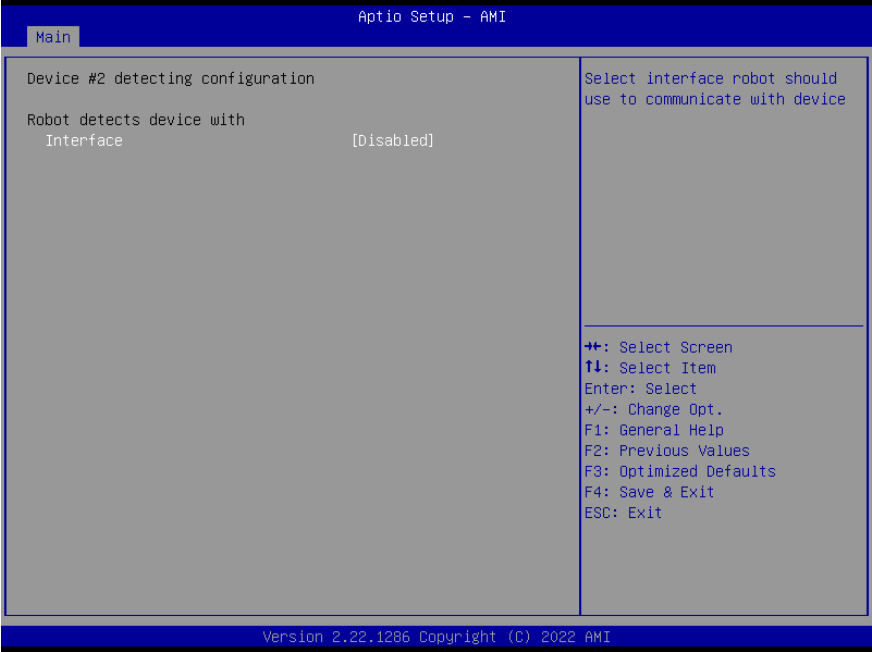 Aptio Setup – AMI
Main
Device #2 detecting configuration
Robot detects device with
Interface [Disabled]
Select interface robot should
use to communicate with device
→←: Select Screen
↑↓: Select Item
Enter: Select
+/-: Change Opt.
F1: General Help
F2: Previous Values
F3: Optimized Defaults
F4: Save & Exit
ESC: Exit
Version 2.22.1286 Copyright (C) 2022 AMI